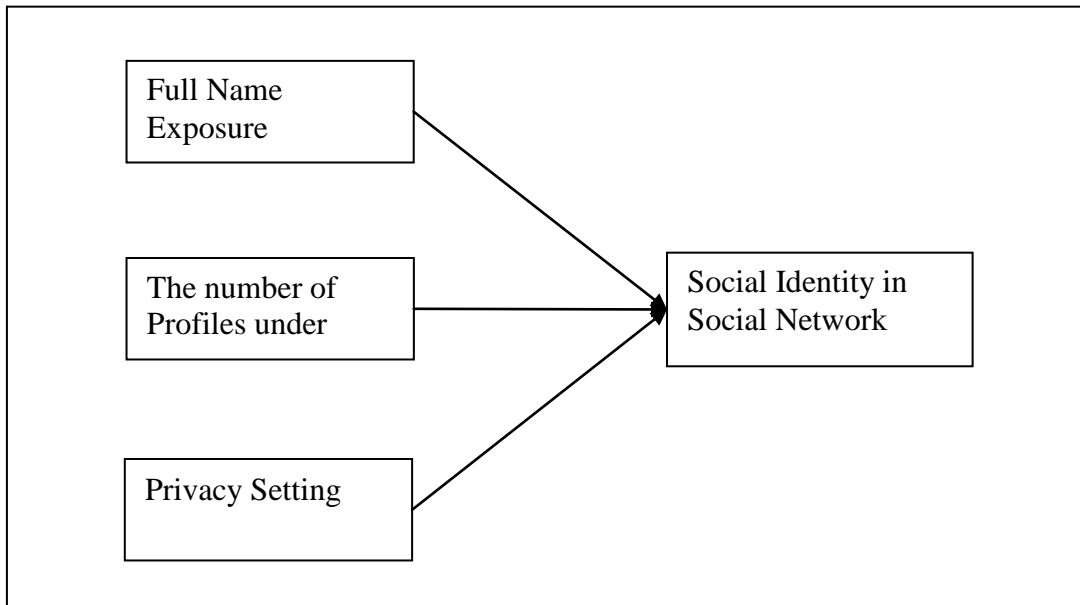 Full Name
Exposure
The number of
Profiles under
Social Identity in
Social Network
Privacy Setting